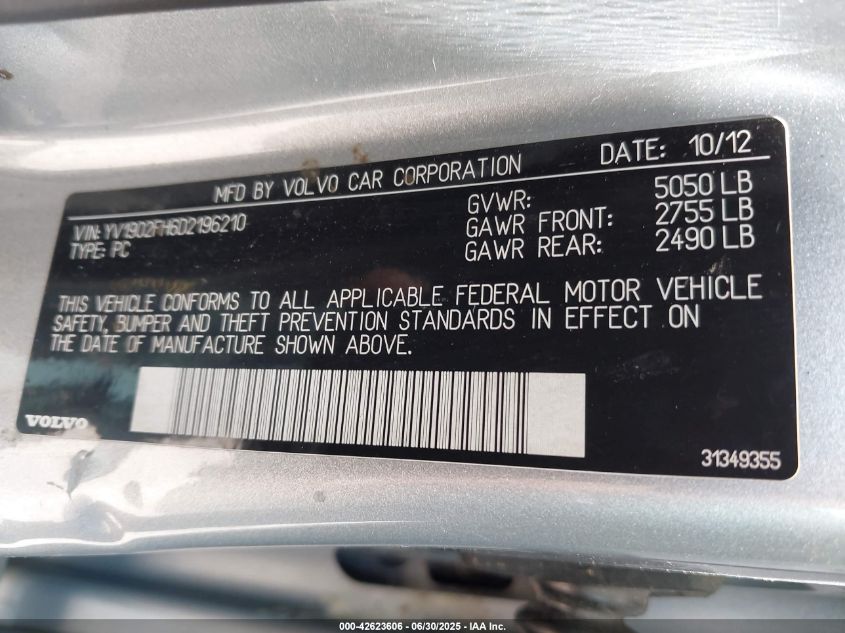 MFD BY VOLVO CAR CORPORATION DATE: 10/12
VIN: YV1902FH6D2196210
TYPE: PC
GVWR: 5050 LB
GAWR FRONT: 2755 LB
GAWR REAR: 2490 LB
THIS VEHICLE CONFORMS TO ALL APPLICABLE FEDERAL MOTOR VEHICLE
SAFETY, BUMPER AND THEFT PREVENTION STANDARDS IN EFFECT ON
THE DATE OF MANUFACTURE SHOWN ABOVE.
VOLVO
31349355
000-42623606 - 06/30/2025 - IAA Inc.